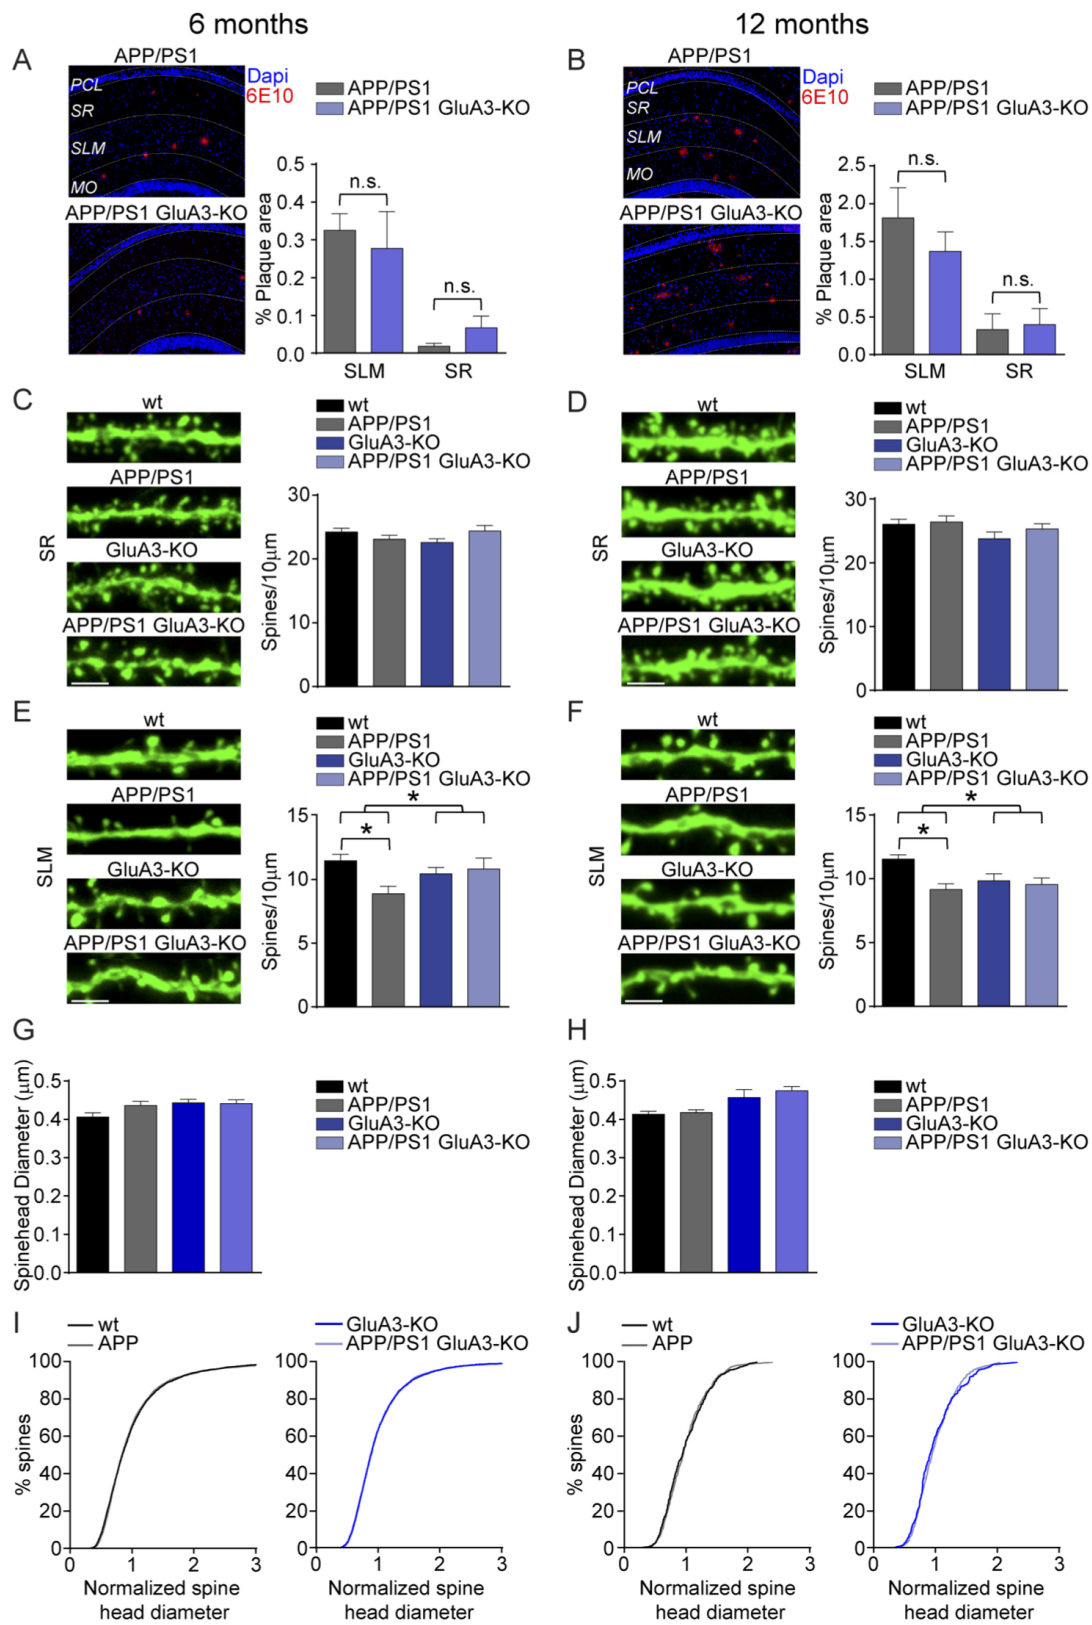 6 months
12 months
A
APP/PS1
PCL
SR
SLM
MO
Dapi
6E10
APP/PS1
APP/PS1 GluA3-KO
APP/PS1 GluA3-KO
% Plaque area
0.5
0.4
0.3
0.2
0.1
0.0
n.s.
n.s.
SLM
SR
B
APP/PS1
PCL
SR
SLM
MO
Dapi
6E10
APP/PS1
APP/PS1 GluA3-KO
APP/PS1 GluA3-KO
% Plaque area
2.5
2.0
1.5
1.0
0.5
0.0
n.s.
n.s.
SLM
SR
C
SR
wt
APP/PS1
GluA3-KO
APP/PS1 GluA3-KO
wt
APP/PS1
GluA3-KO
APP/PS1 GluA3-KO
Spines/10µm
30
20
10
0
D
SR
wt
APP/PS1
GluA3-KO
APP/PS1 GluA3-KO
wt
APP/PS1
GluA3-KO
APP/PS1 GluA3-KO
Spines/10µm
30
20
10
0
E
SLM
wt
APP/PS1
GluA3-KO
APP/PS1 GluA3-KO
wt
APP/PS1
GluA3-KO
APP/PS1 GluA3-KO
Spines/10µm
15
10
5
0
*
*
F
SLM
wt
APP/PS1
GluA3-KO
APP/PS1 GluA3-KO
wt
APP/PS1
GluA3-KO
APP/PS1 GluA3-KO
Spines/10µm
15
10
5
0
*
*
G
Spinehead Diameter (µm)
0.5
0.4
0.3
0.2
0.1
0.0
wt
APP/PS1
GluA3-KO
APP/PS1 GluA3-KO
H
Spinehead Diameter (µm)
0.5
0.4
0.3
0.2
0.1
0.0
wt
APP/PS1
GluA3-KO
APP/PS1 GluA3-KO
I
wt
APP
% spines
100
80
60
40
20
0
0 1 2 3
Normalized spine
head diameter
GluA3-KO
APP/PS1 GluA3-KO
100
80
60
40
20
0
0 1 2 3
Normalized spine
head diameter
J
wt
APP
% spines
100
80
60
40
20
0
0 1 2 3
Normalized spine
head diameter
GluA3-KO
APP/PS1 GluA3-KO
100
80
60
40
20
0
0 1 2 3
Normalized spine
head diameter